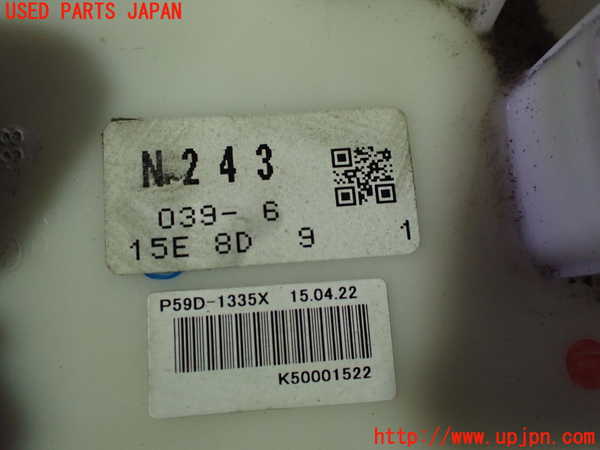 USED PARTS JAPAN
N 243
039- 6
15E 8D 9 1
P59D-1335X 15.04.22
K50001522
http://www.upjpn.com/